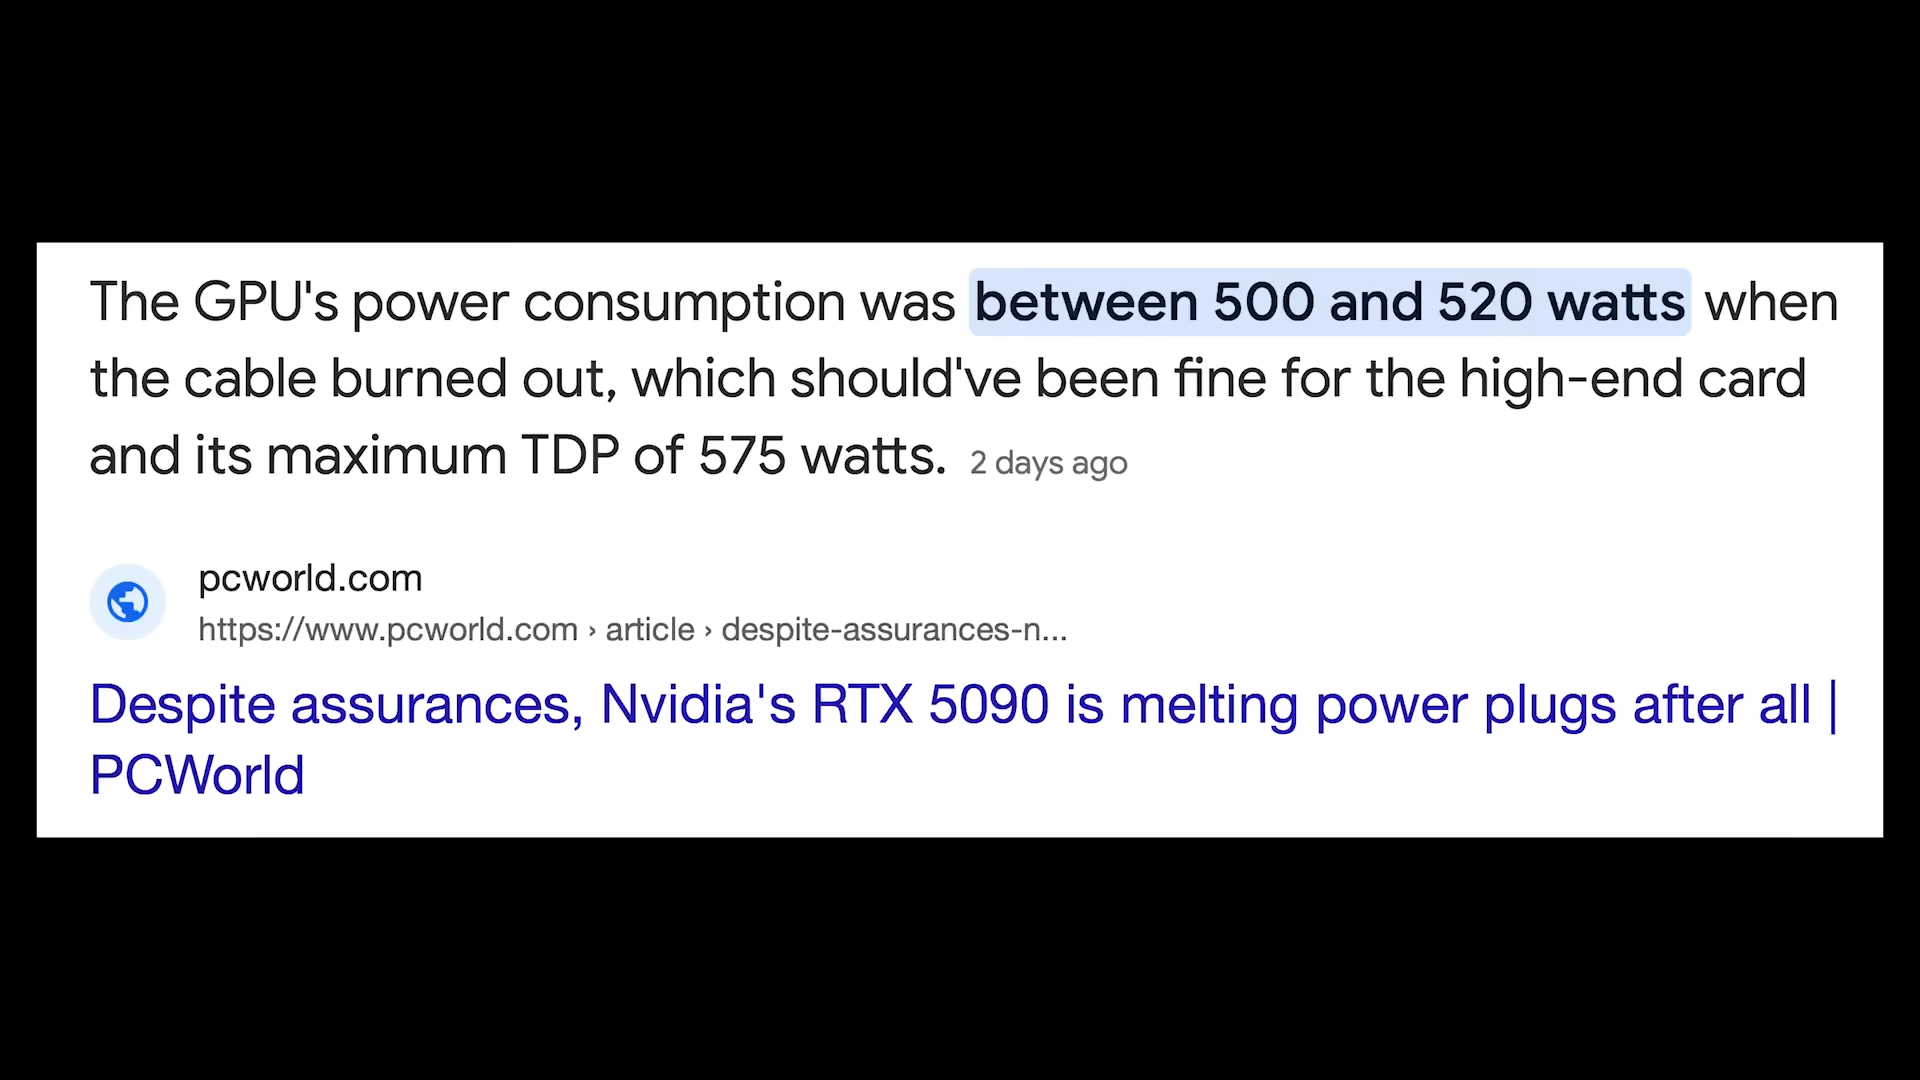 The GPU's power consumption was between 500 and 520 watts when
the cable burned out, which should've been fine for the high-end card
and its maximum TDP of 575 watts. 2 days ago
pcworld.com
https://www.pcworld.com › article › despite-assurances-n...
Despite assurances, Nvidia's RTX 5090 is melting power plugs after all |
PCWorld